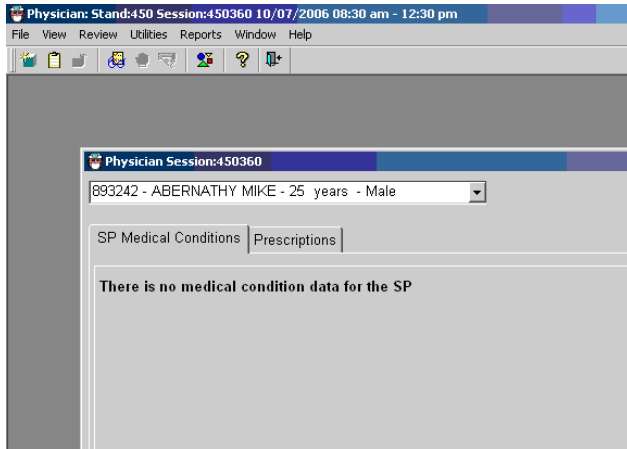 Physician: Stand:450 Session:450360 10/07/2006 08:30 am - 12:30 pm
File View Review Utilities Reports Window Help
Physician Session:450360
893242 - ABERNATHY MIKE - 25 years - Male
SP Medical Conditions Prescriptions
There is no medical condition data for the SP